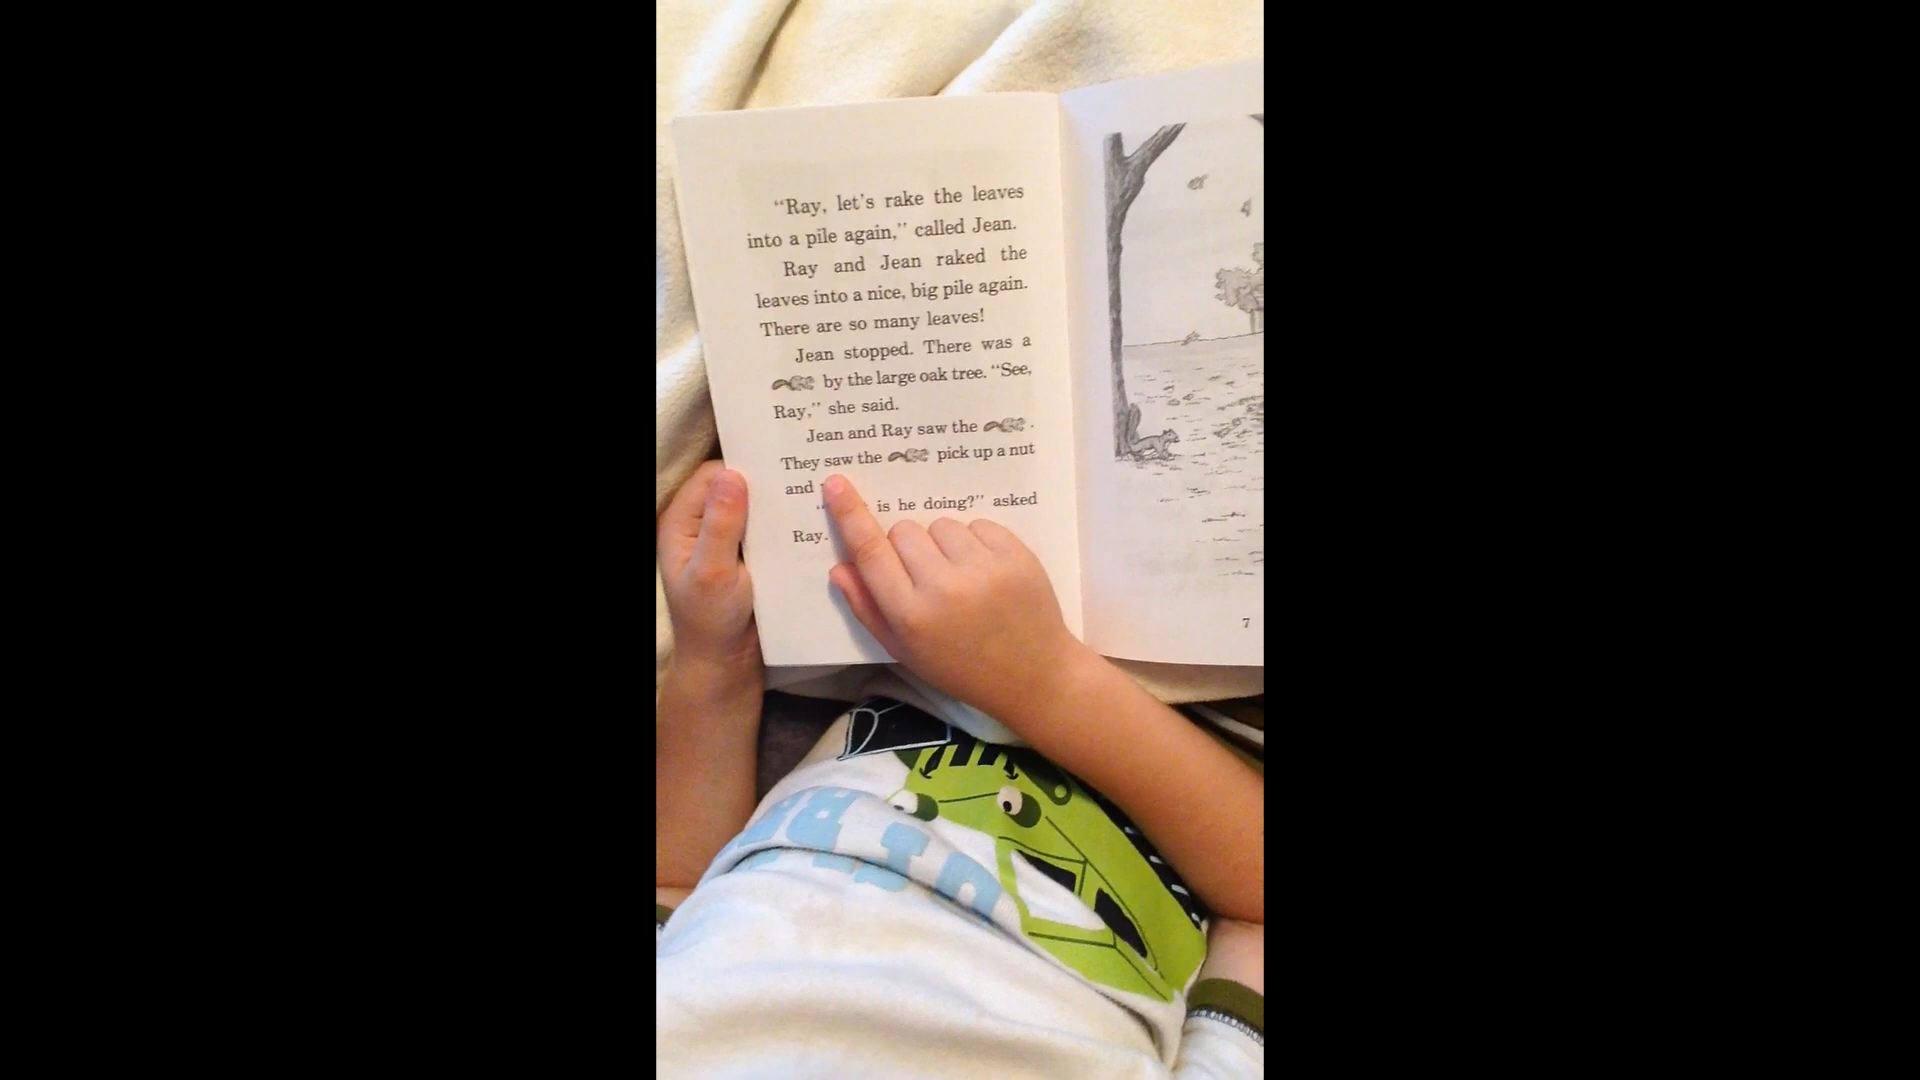 “Ray, let’s rake the leaves
into a pile again,” called Jean.
Ray and Jean raked the
leaves into a nice, big pile again.
There are so many leaves!
Jean stopped. There was a
by the large oak tree. “See,
Ray,” she said.
Jean and Ray saw the .
They saw the pick up a nut
and
is he doing?” asked
Ray.
7